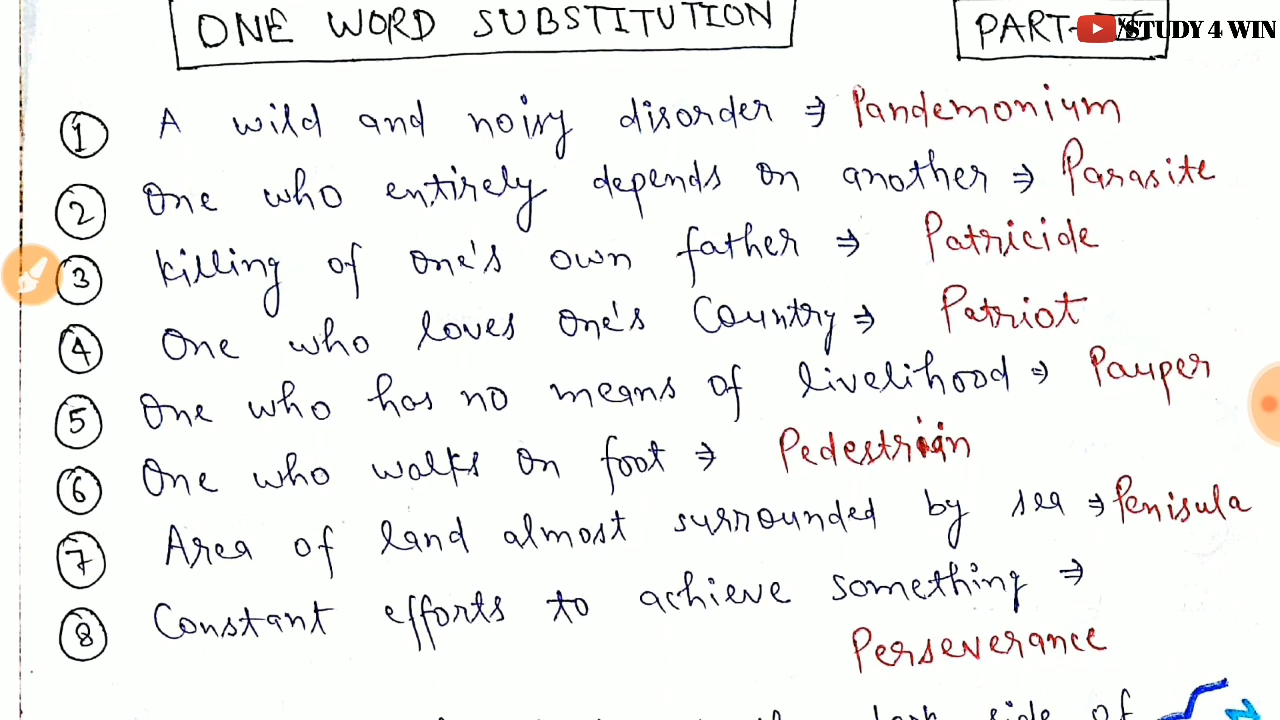 ONE WORD SUBSTITUTION PART- /STUDY 4 WIN
① A wild and noisy disorder ⇒ Pandemonium
② One who entirely depends on another ⇒ Parasite
③ killing of one's own father ⇒ Patricide
④ One who loves one's Country ⇒ Patriot
⑤ One who has no means of livelihood ⇒ Pauper
⑥ One who walks on foot ⇒ Pedestrian
⑦ Area of land almost surrounded by sea ⇒ Penisula
⑧ Constant efforts to achieve something ⇒
Perseverance
side of